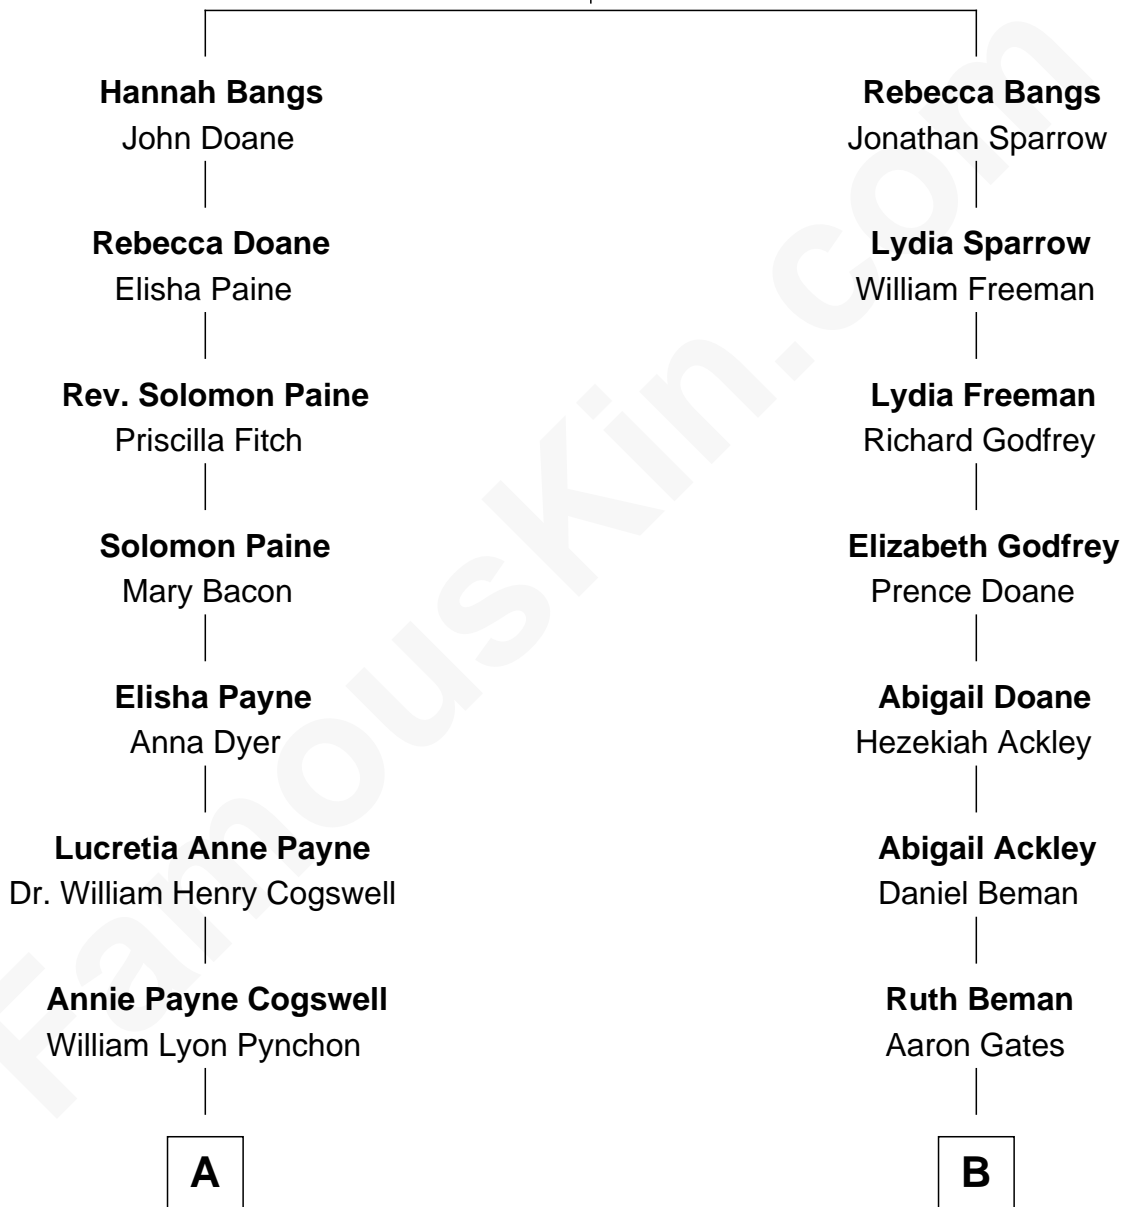 Hannah Bangs
John Doane
Rebecca Doane
Elisha Paine
Rev. Solomon Paine
Priscilla Fitch
Solomon Paine
Mary Bacon
Elisha Payne
Anna Dyer
Lucretia Anne Payne
Dr. William Henry Cogswell
Annie Payne Cogswell
William Lyon Pynchon
A
Rebecca Bangs
Jonathan Sparrow
Lydia Sparrow
William Freeman
Lydia Freeman
Richard Godfrey
Elizabeth Godfrey
Prence Doane
Abigail Doane
Hezekiah Ackley
Abigail Ackley
Daniel Beman
Ruth Beman
Aaron Gates
B
FamousKin.com